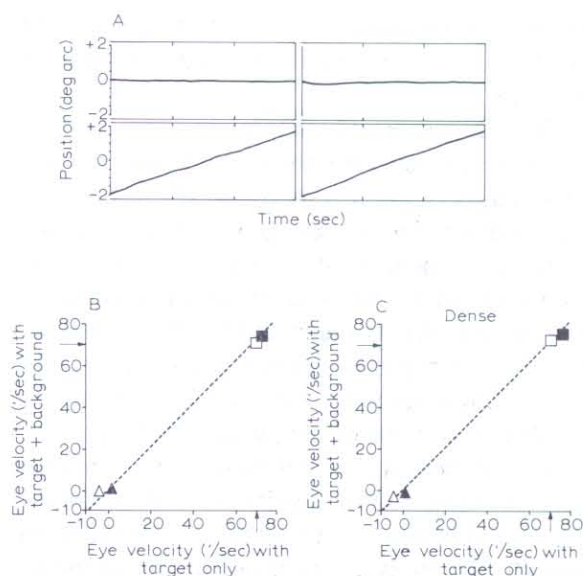 A
+2
0
-2
+2
0
-2
Position (deg arc)
Time (sec)
B
80
70
40
20
0
-10
-10 0 20 40 60 80
Eye velocity ('/sec) with
target + background
Eye velocity ('/sec) with
target only
C
Dense
80
70
40
20
0
-10
-10 0 20 40 60 80
Eye velocity ('/sec) with
target + background
Eye velocity ('/sec) with
target only